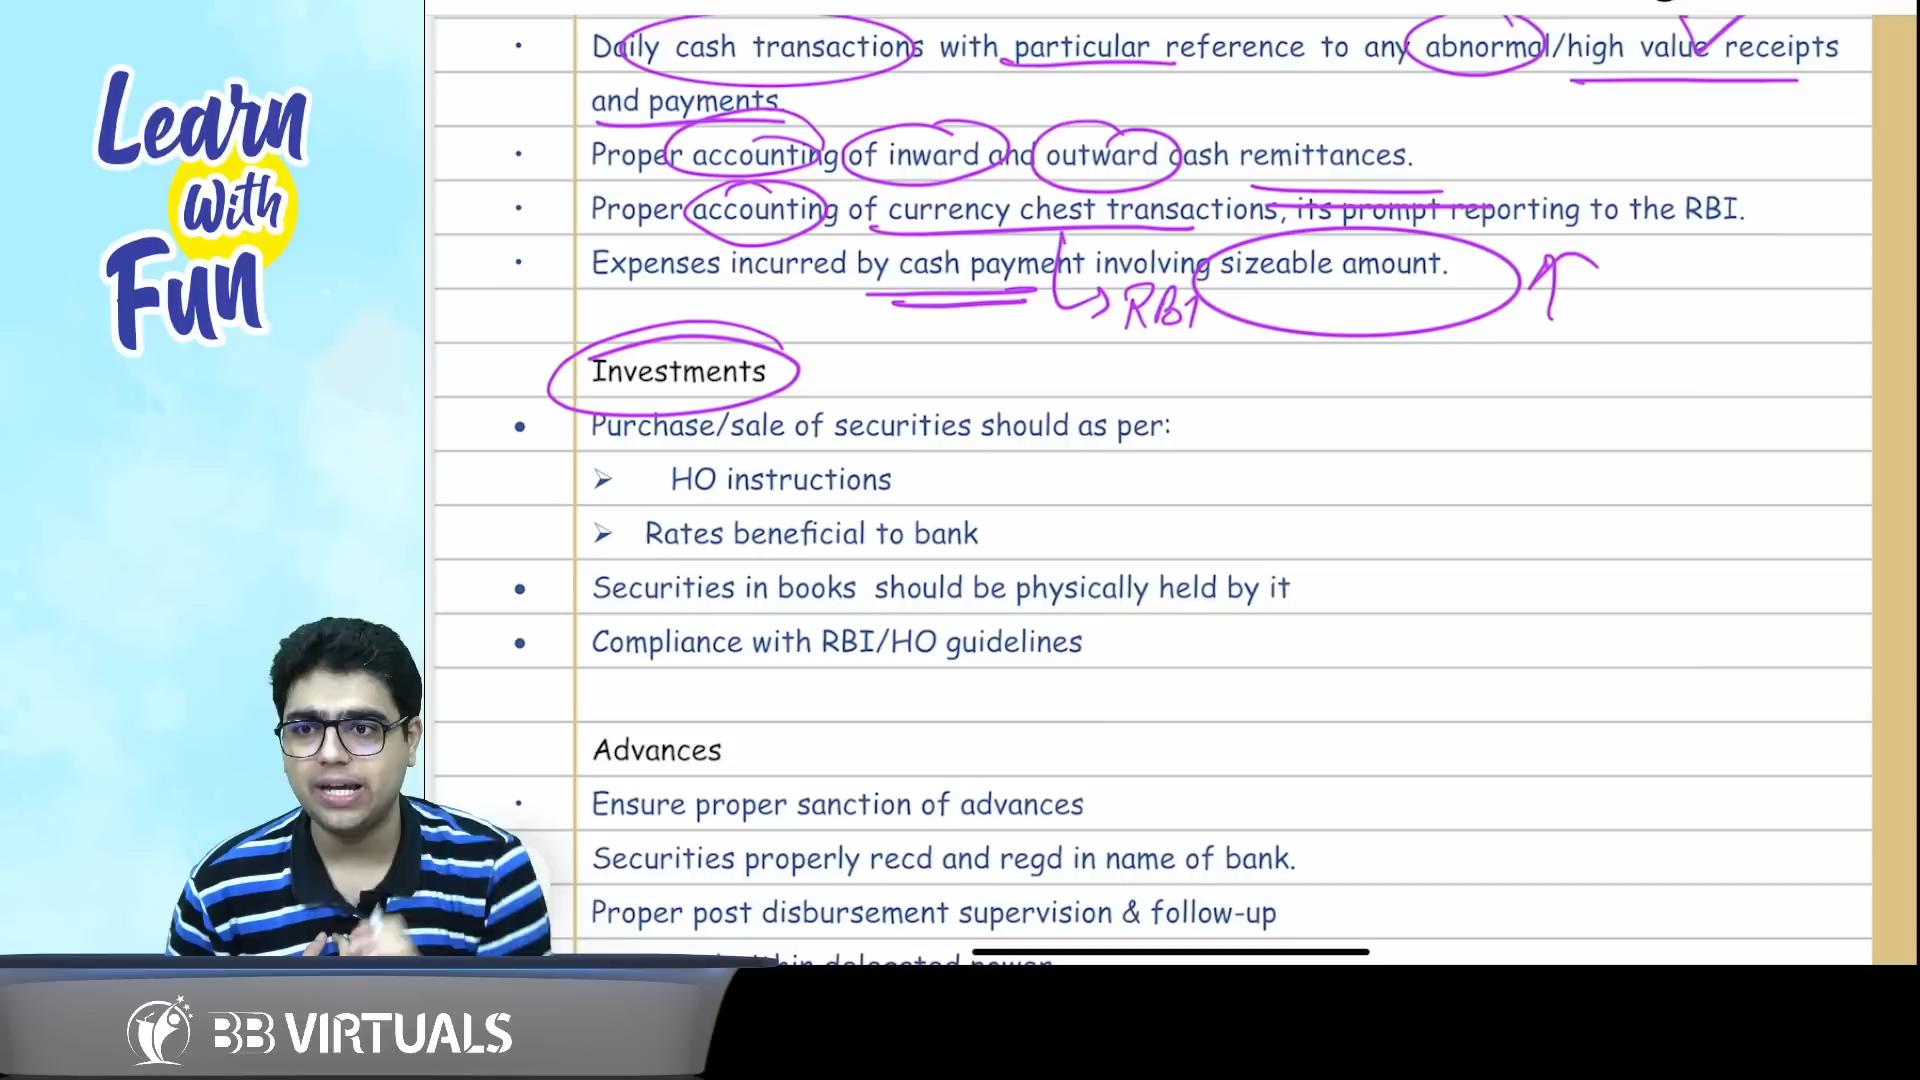 Learn
With
Fun
Daily cash transactions with particular reference to any abnormal/high value receipts
and payments.
Proper accounting of inward and outward cash remittances.
Proper accounting of currency chest transactions, its prompt reporting to the RBI.
Expenses incurred by cash payment involving sizeable amount.
RBI
Investments
Purchase/sale of securities should as per:
HO instructions
Rates beneficial to bank
Securities in books should be physically held by it
Compliance with RBI/HO guidelines
Advances
Ensure proper sanction of advances
Securities properly recd and regd in name of bank.
Proper post disbursement supervision & follow-up
delegated power
BB VIRTUALS